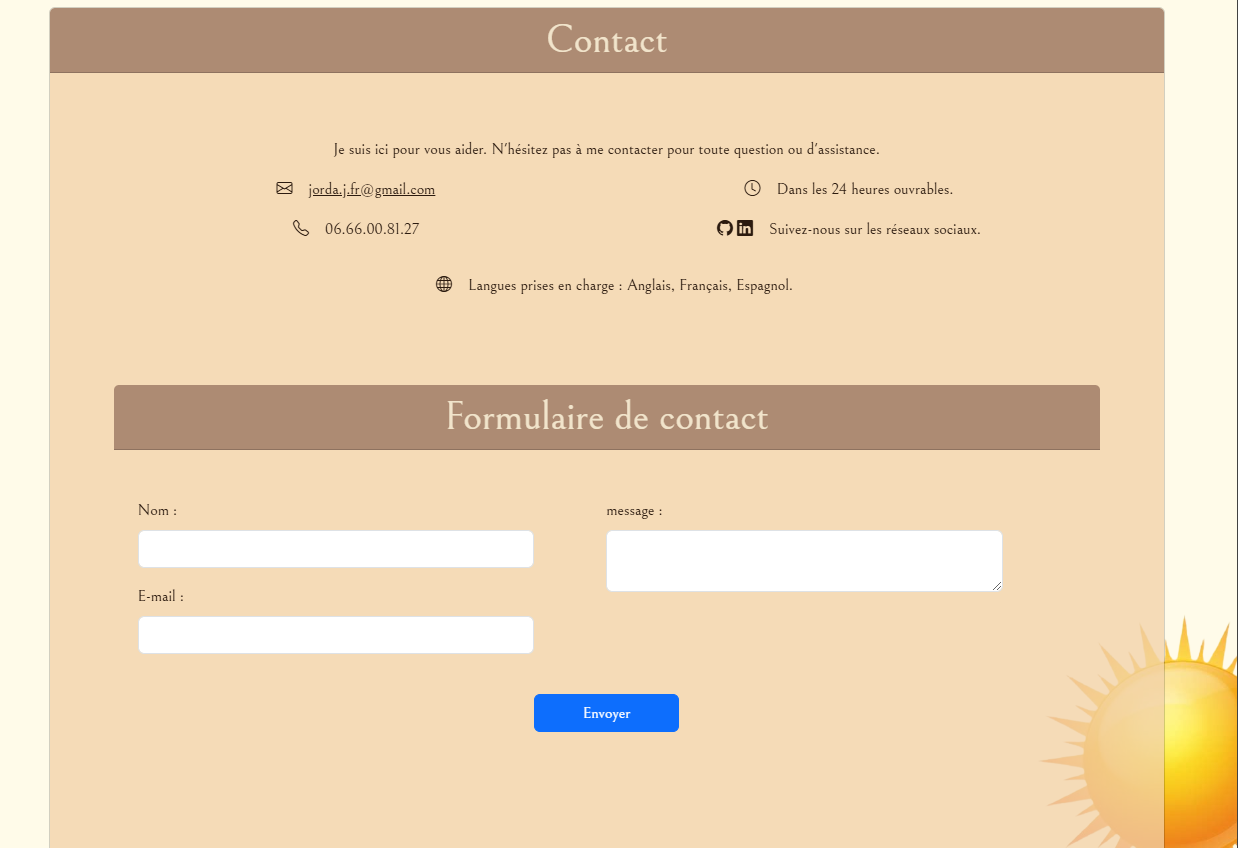 Contact
Je suis ici pour vous aider. N'hésitez pas à me contacter pour toute question ou d'assistance.
jorda.j.fr@gmail.com
Dans les 24 heures ouvrables.
06.66.00.81.27
in
Suivez-nous sur les réseaux sociaux.
Langues prises en charge : Anglais, Français, Espagnol.
Formulaire de contact
Nom :
message :
E-mail :
Envoyer